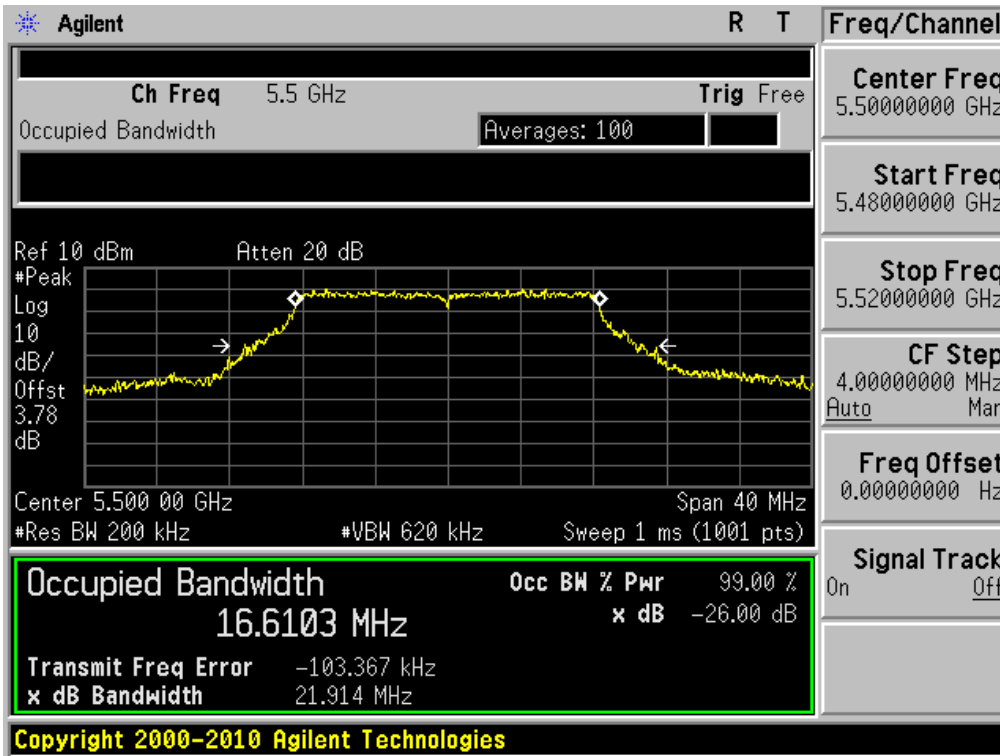 Agilent R T
Ch Freq 5.5 GHz Trig Free
Occupied Bandwidth Averages: 100
Ref 10 dBm Atten 20 dB
#Peak
Log
10
dB/
Offst
3.78
dB
Center 5.500 00 GHz Span 40 MHz
#Res BW 200 kHz #VBW 620 kHz Sweep 1 ms (1001 pts)
Occupied Bandwidth Occ BW % Pwr 99.00 %
16.6103 MHz x dB -26.00 dB
Transmit Freq Error -103.367 kHz
x dB Bandwidth 21.914 MHz
Copyright 2000-2010 Agilent Technologies
Freq/Channel
Center Freq
5.50000000 GHz
Start Freq
5.48000000 GHz
Stop Freq
5.52000000 GHz
CF Step
4.00000000 MHz
Auto Man
Freq Offset
0.00000000 Hz
Signal Track
On Off